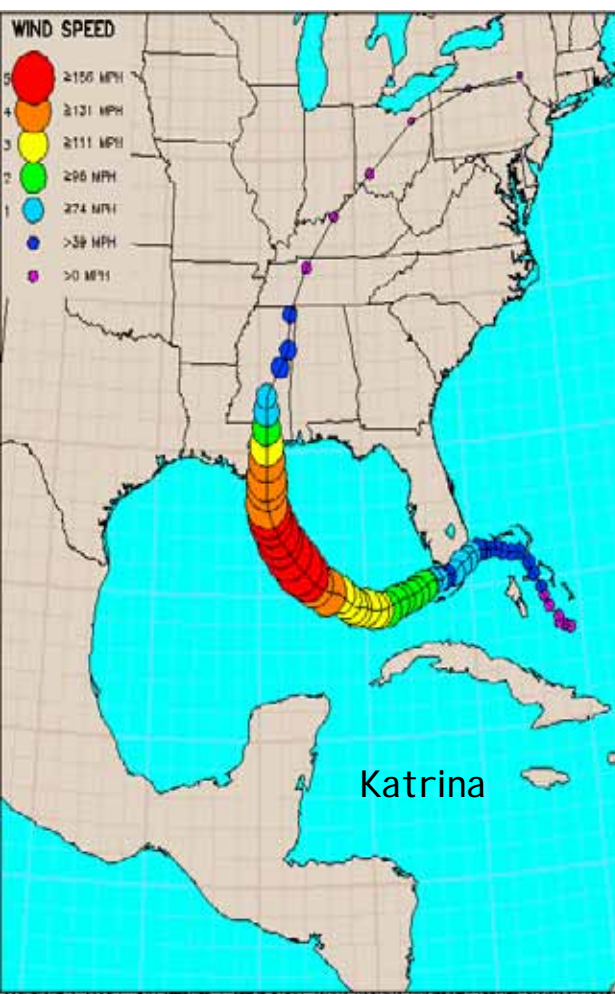 WIND SPEED
5 ≥156 MPH
4 ≥131 MPH
3 ≥111 MPH
2 ≥96 MPH
1 ≥74 MPH
>39 MPH
>0 MPH
Katrina